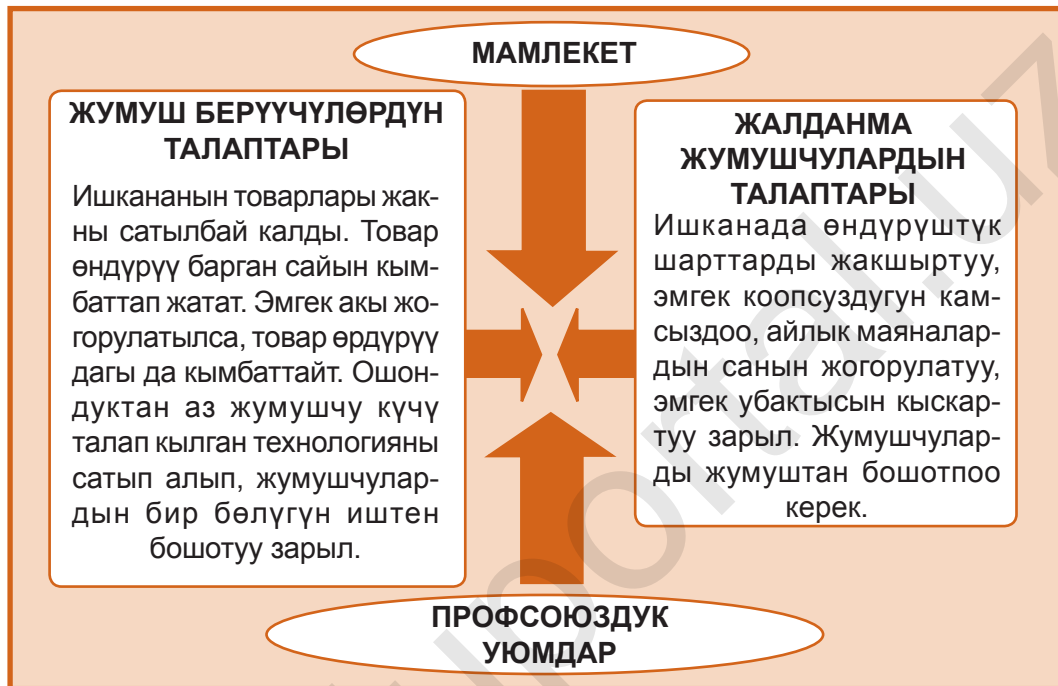 МАМЛЕКЕТ
ЖУМУШ БЕРҮҮЧҮЛӨРДҮН
ТАЛАПТАРЫ
Ишкананын товарлары жак-
ны сатылбай калды. Товар
өндүрүү барган сайын кым-
баттап жатат. Эмгек акы жо-
горулатылса, товар өрдүрүү
дагы да кымбаттайт. Ошон-
дуктан аз жумушчу күчү
талап кылган технологияны
сатып алып, жумушчулар-
дын бир бөлүгүн иштен
бошотуу зарыл.
ЖАЛДАНМА
ЖУМУШЧУЛАРДЫН
ТАЛАПТАРЫ
Ишканада өндүрүштүк
шарттарды жакшыртуу,
эмгек коопсуздугун кам-
сыздоо, айлык маяналар-
дын санын жогорулатуу,
эмгек убактысын кыскар-
туу зарыл. Жумушчулар-
ды жумуштан бошотпоо
керек.
ПРОФСОЮЗДУК
УЮМДАР
portal.uz